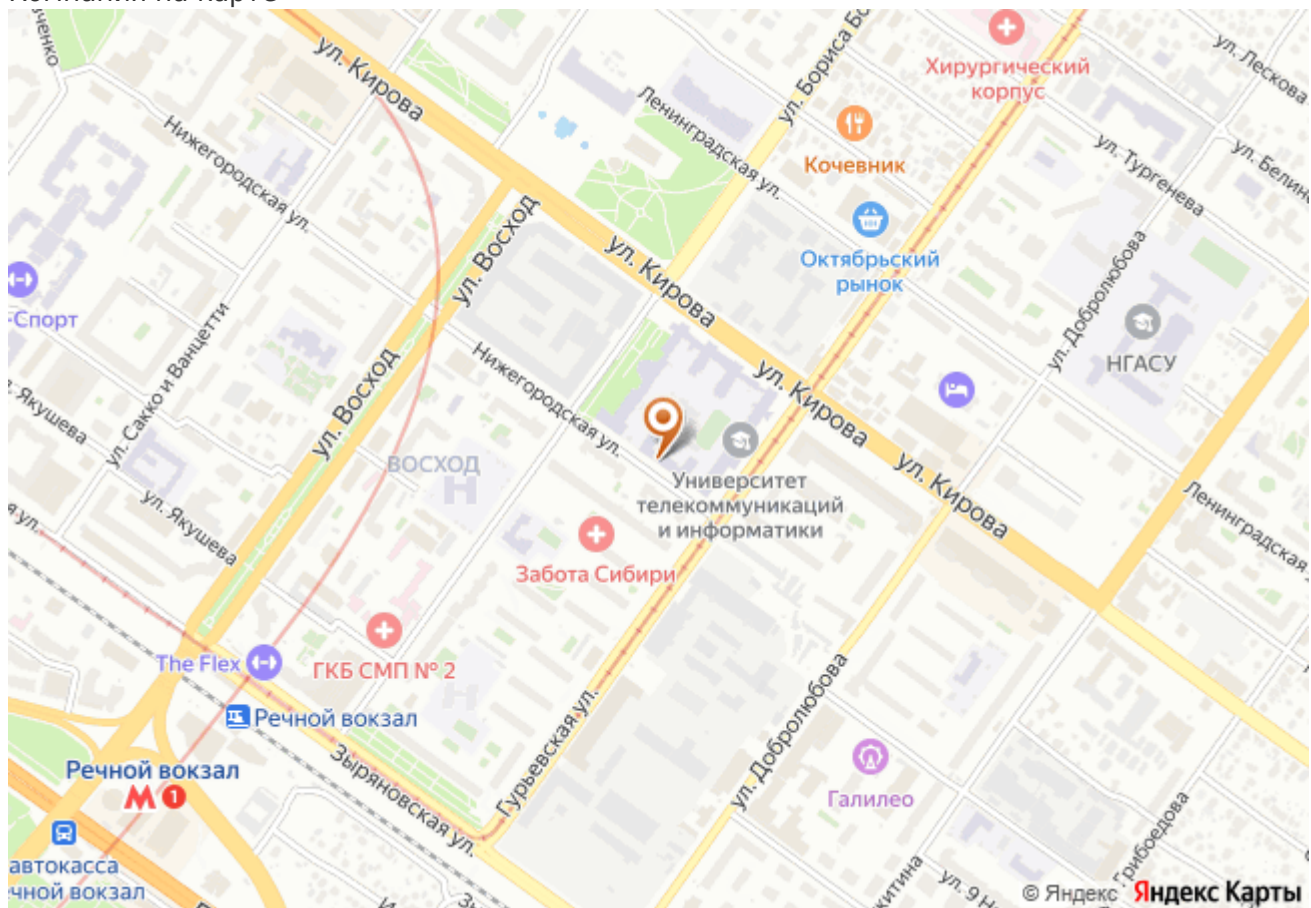 ул. Кирова
Нижегородская ул.
ул. Восход
ул. Бориса Бо
Ленинградская ул.
Хирургический
корпус
ул. Лескова
Кочевник
ул. Тургенева
ул. Белин
Октябрьский
рынок
ул. Кирова
ул. Добролюбова
НГАСУ
-Спорт
ул. Сакко и Ванцетти
ул. Восход
Нижегородская ул.
ул. Кирова
ул. Кирова
Якушева
ВОСХОД
Университет
телекоммуникаций
и информатики
Ленинградская
ул. Якушева
Забота Сибири
The Flex
ГКБ СМП № 2
Речной вокзал
Гурьевская ул.
ул. Добролюбова
Речной вокзал
М 1
Зыряновская ул.
Галилео
автокасса
чной вокзал
Грибоедова
ул. 9 Н
© Яндекс Яндекс Карты